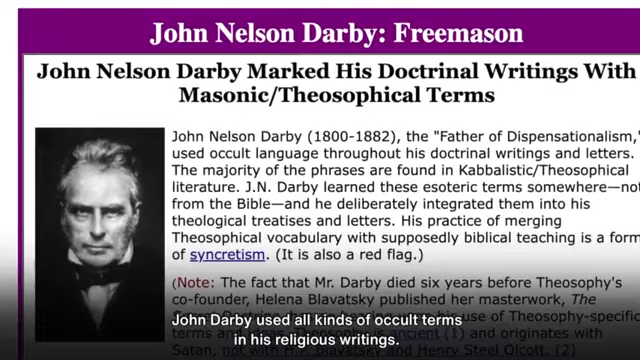 John Nelson Darby: Freemason
John Nelson Darby Marked His Doctrinal Writings With
Masonic/Theosophical Terms
John Nelson Darby (1800-1882), the "Father of Dispensationalism,"
used occult language throughout his doctrinal writings and letters.
The majority of the phrases are found in Kabbalistic/Theosophical
literature. J.N. Darby learned these esoteric terms somewhere—not
from the Bible—and he deliberately integrated them into his
theological treatises and letters. His practice of merging
Theosophical vocabulary with supposedly biblical teaching is a form
of syncretism. (It is also a red flag.)
(Note: The fact that Mr. Darby died six years before Theosophy's
co-founder, Helena Blavatsky published her masterwork, The
use of Theosophy-specific
terms and ancient (1) and originates with
Satan, not with H.P. Blavatsky and Henry Steel Olcott. (2)
John Darby used all kinds of occult terms
in his religious writings.